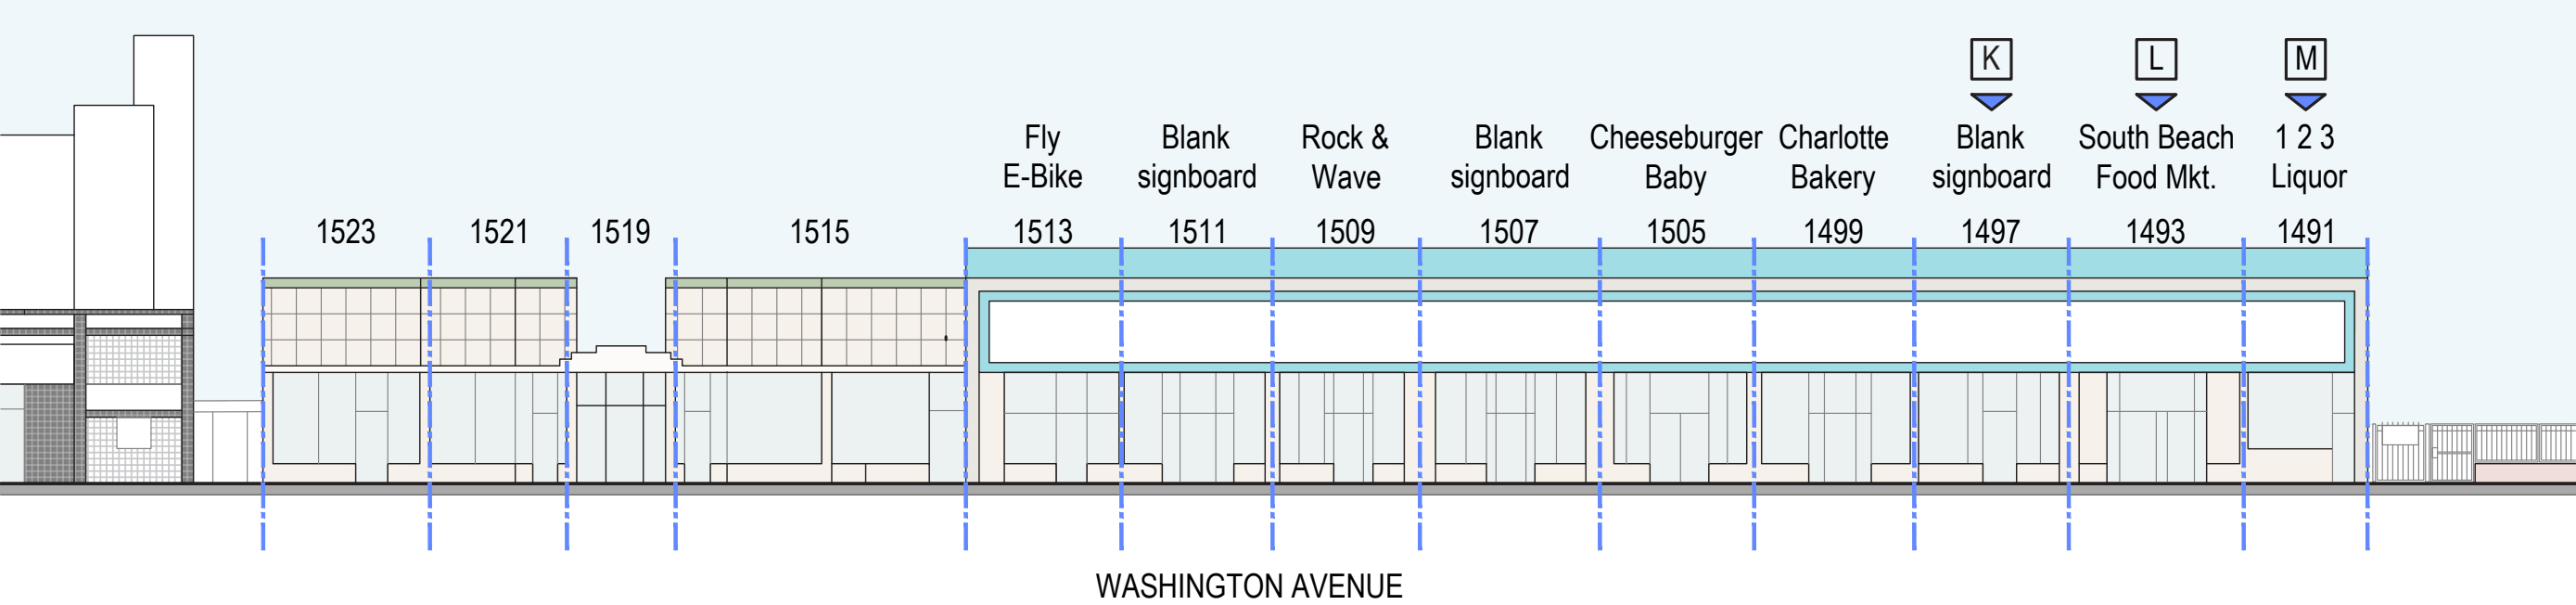 K L M
Fly Blank Rock & Blank Cheeseburger Charlotte Blank South Beach 1 2 3
E-Bike signboard Wave signboard Baby Bakery signboard Food Mkt. Liquor
1523 1521 1519 1515 1513 1511 1509 1507 1505 1499 1497 1493 1491
WASHINGTON AVENUE